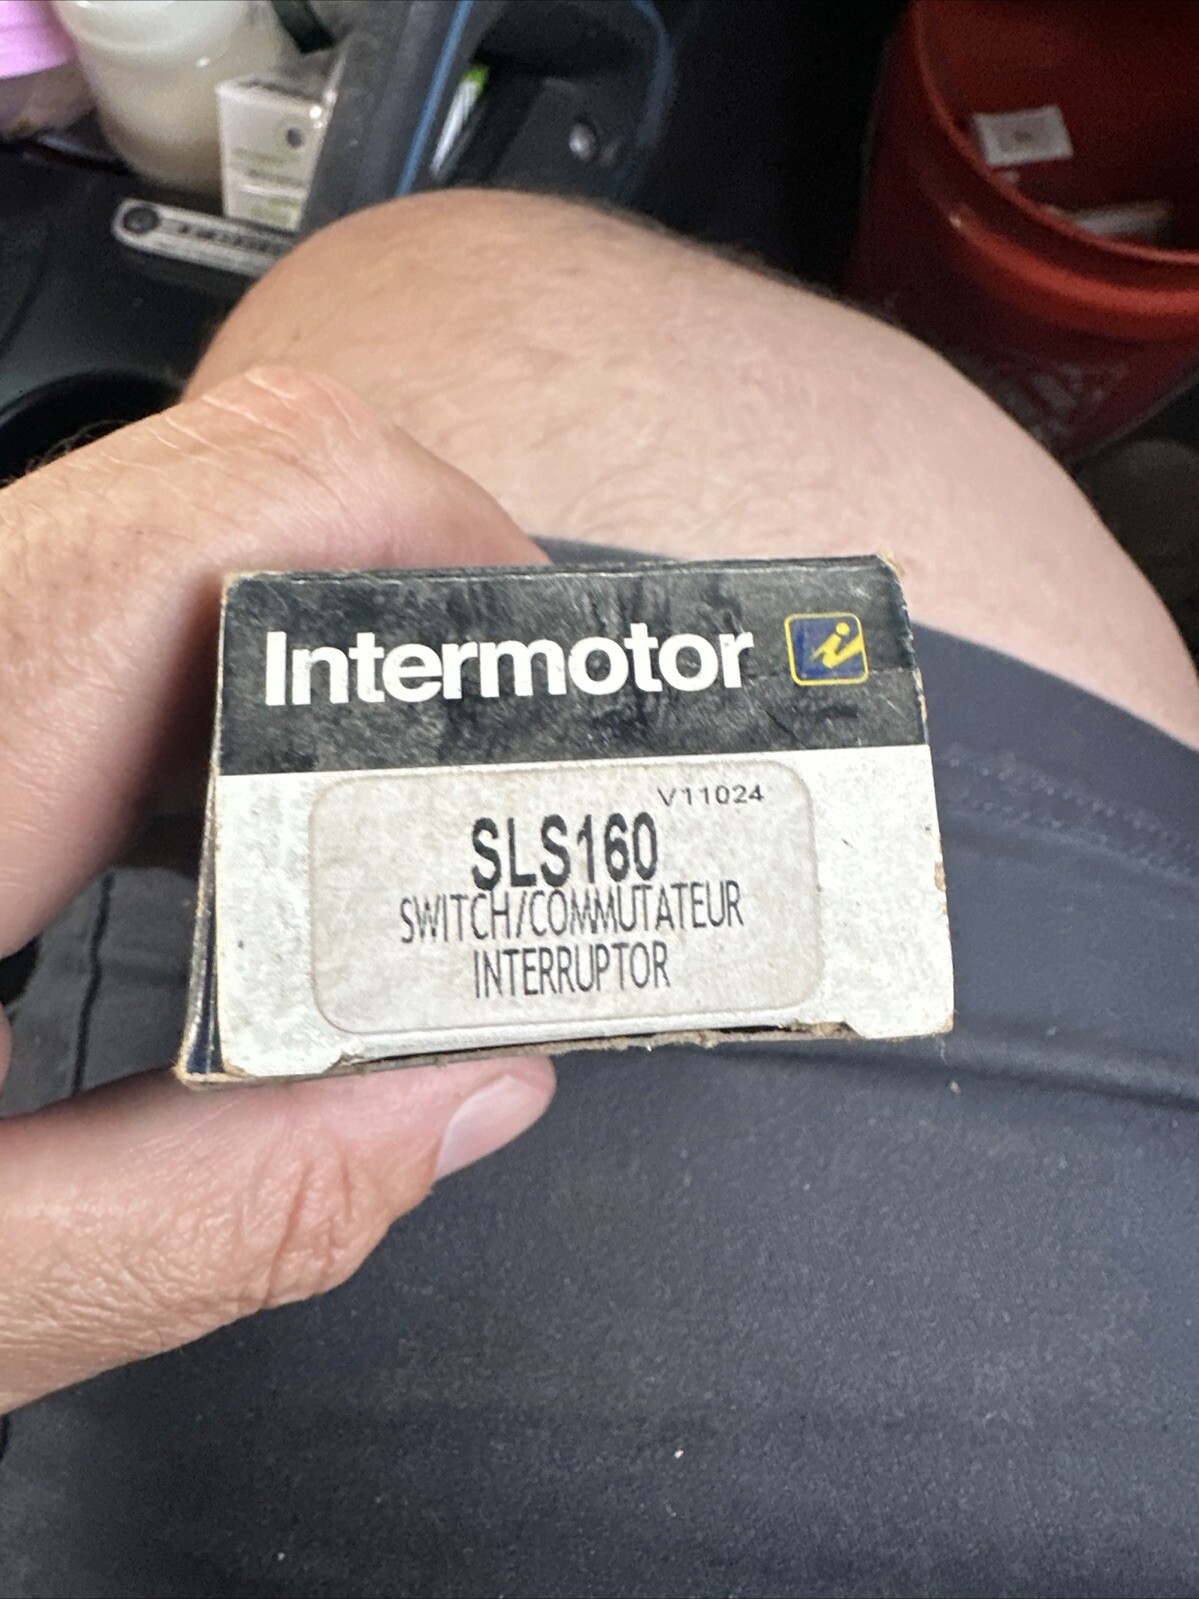 Intermotor
V11024
SLS160
SWITCH/COMMUTATEUR
INTERRUPTOR